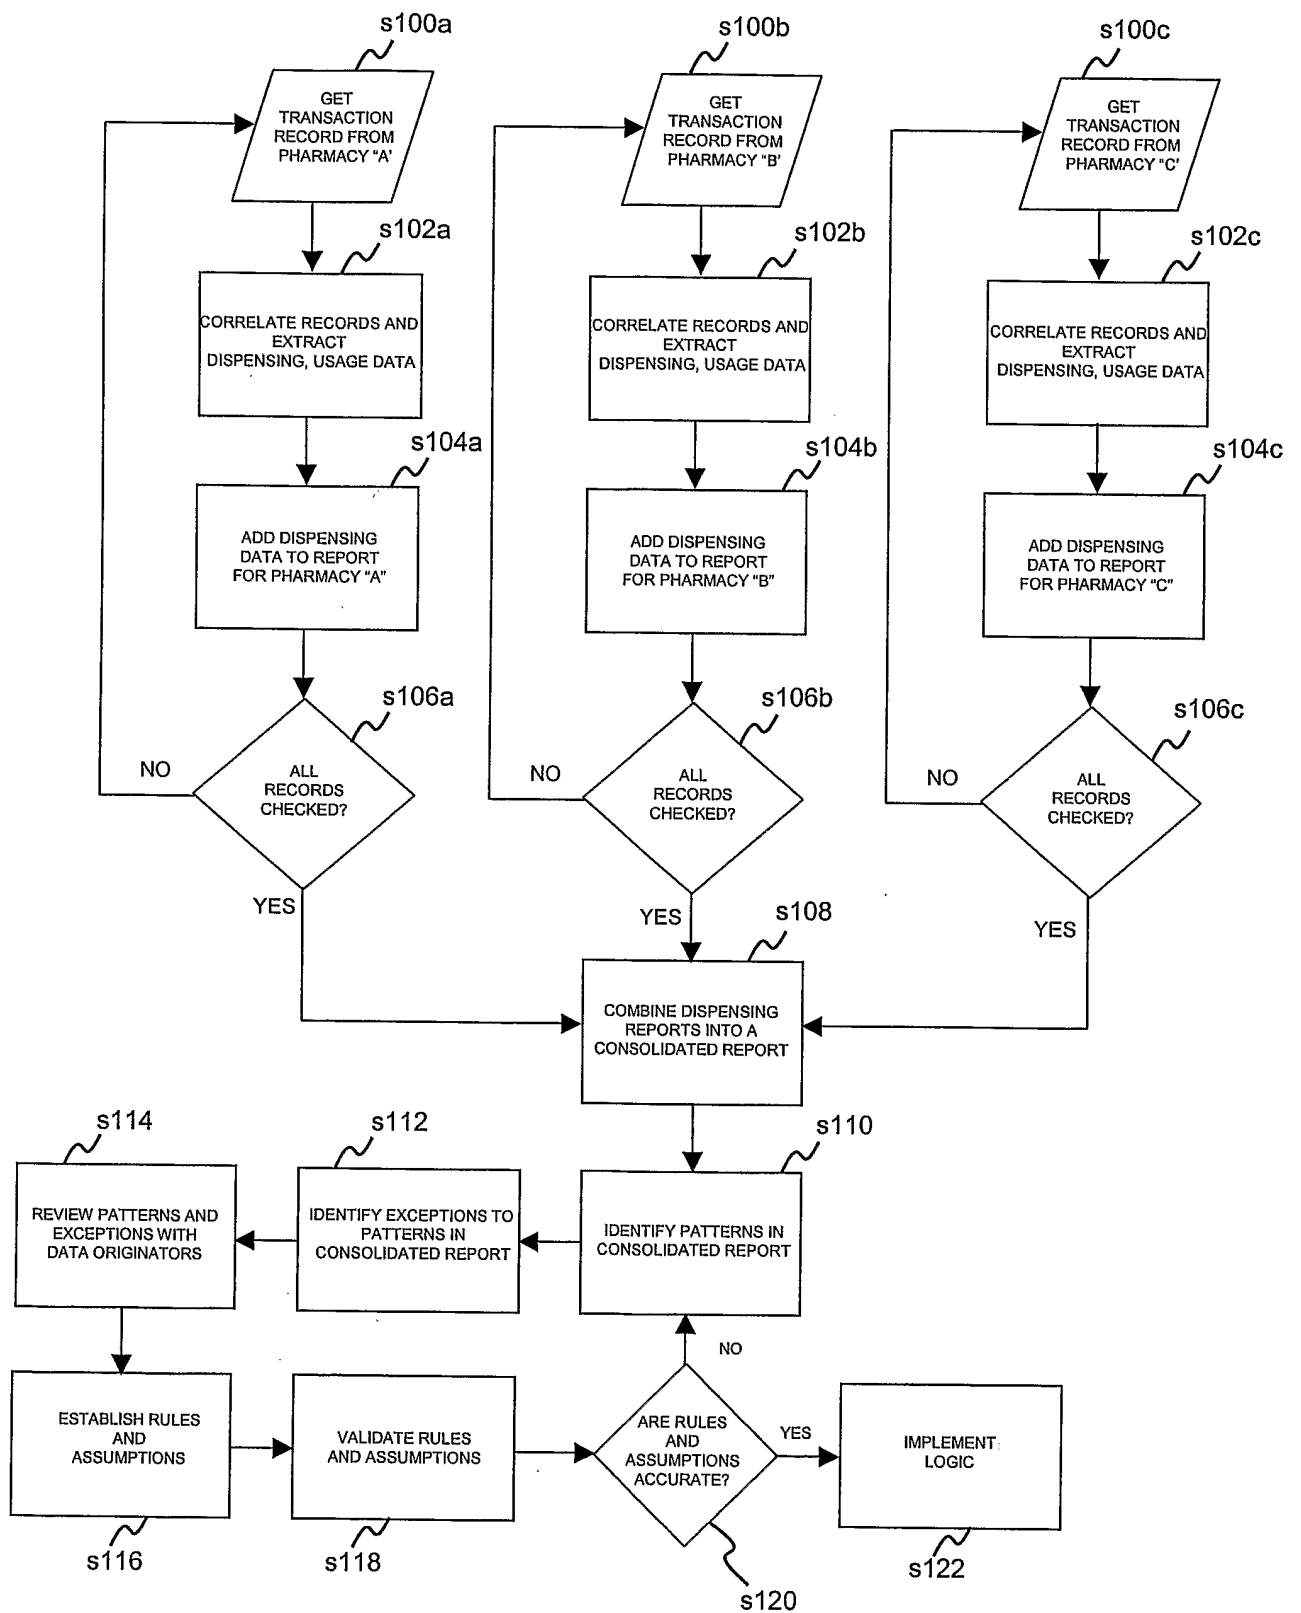 s100a
s100b
s100c
GET
TRANSACTION
RECORD FROM
PHARMACY "A'
GET
TRANSACTION
RECORD FROM
PHARMACY "B'
GET
TRANSACTION
RECORD FROM
PHARMACY "C'
s102a
s102b
s102c
CORRELATE RECORDS AND
EXTRACT
DISPENSING, USAGE DATA
CORRELATE RECORDS AND
EXTRACT
DISPENSING, USAGE DATA
CORRELATE RECORDS AND
EXTRACT
DISPENSING, USAGE DATA
s104a
s104b
s104c
ADD DISPENSING
DATA TO REPORT
FOR PHARMACY "A"
ADD DISPENSING
DATA TO REPORT
FOR PHARMACY "B"
ADD DISPENSING
DATA TO REPORT
FOR PHARMACY "C"
s106a
s106b
s106c
NO
ALL
RECORDS
CHECKED?
NO
ALL
RECORDS
CHECKED?
NO
ALL
RECORDS
CHECKED?
YES
YES
YES
s108
COMBINE DISPENSING
REPORTS INTO A
CONSOLIDATED REPORT
s114
s112
s110
REVIEW PATTERNS AND
EXCEPTIONS WITH
DATA ORIGINATORS
IDENTIFY EXCEPTIONS TO
PATTERNS IN
CONSOLIDATED REPORT
IDENTIFY PATTERNS IN
CONSOLIDATED REPORT
NO
ESTABLISH RULES
AND
ASSUMPTIONS
VALIDATE RULES
AND ASSUMPTIONS
ARE RULES
AND
ASSUMPTIONS
ACCURATE?
YES
IMPLEMENT
LOGIC
s116
s118
s120
s122